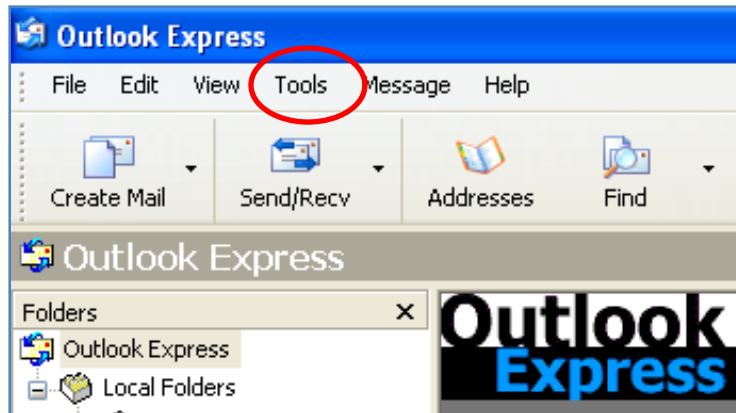 Outlook Express
File Edit View Tools Message Help
Create Mail Send/Recv Addresses Find
Outlook Express
Folders
Outlook
Express
Outlook Express
Local Folders